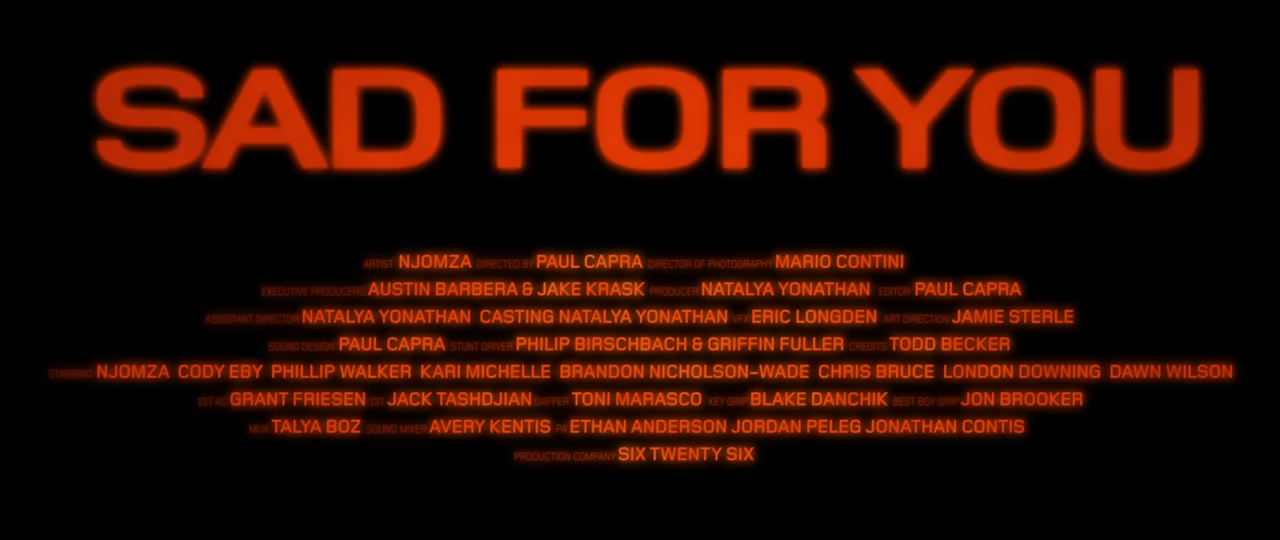 SAD FOR YOU
ARTIST NJOMZA DIRECTED BY PAUL CAPRA DIRECTOR OF PHOTOGRAPHY MARIO CONTINI
EXECUTIVE PRODUCERS AUSTIN BARBERA & JAKE KRASK PRODUCER NATALYA YONATHAN EDITOR PAUL CAPRA
ASSISTANT DIRECTOR NATALYA YONATHAN CASTING NATALYA YONATHAN VFX ERIC LONGDEN ART DIRECTION JAMIE STERLE
SOUND DESIGN PAUL CAPRA STUNT DRIVER PHILIP BIRSCHBACH & GRIFFIN FULLER CREDITS TODD BECKER
STARRING NJOMZA CODY EBY PHILLIP WALKER KARI MICHELLE BRANDON NICHOLSON-WADE CHRIS BRUCE LONDON DOWNING DAWN WILSON
1ST AC GRANT FRIESEN DIT JACK TASHDJIAN GAFFER TONI MARASCO KEY GRIP BLAKE DANCHIK BEST BOY GRIP JON BROOKER
MUA TALYA BOZ SOUND MIXER AVERY KENTIS PA ETHAN ANDERSON JORDAN PELEG JONATHAN CONTIS
PRODUCTION COMPANY SIX TWENTY SIX